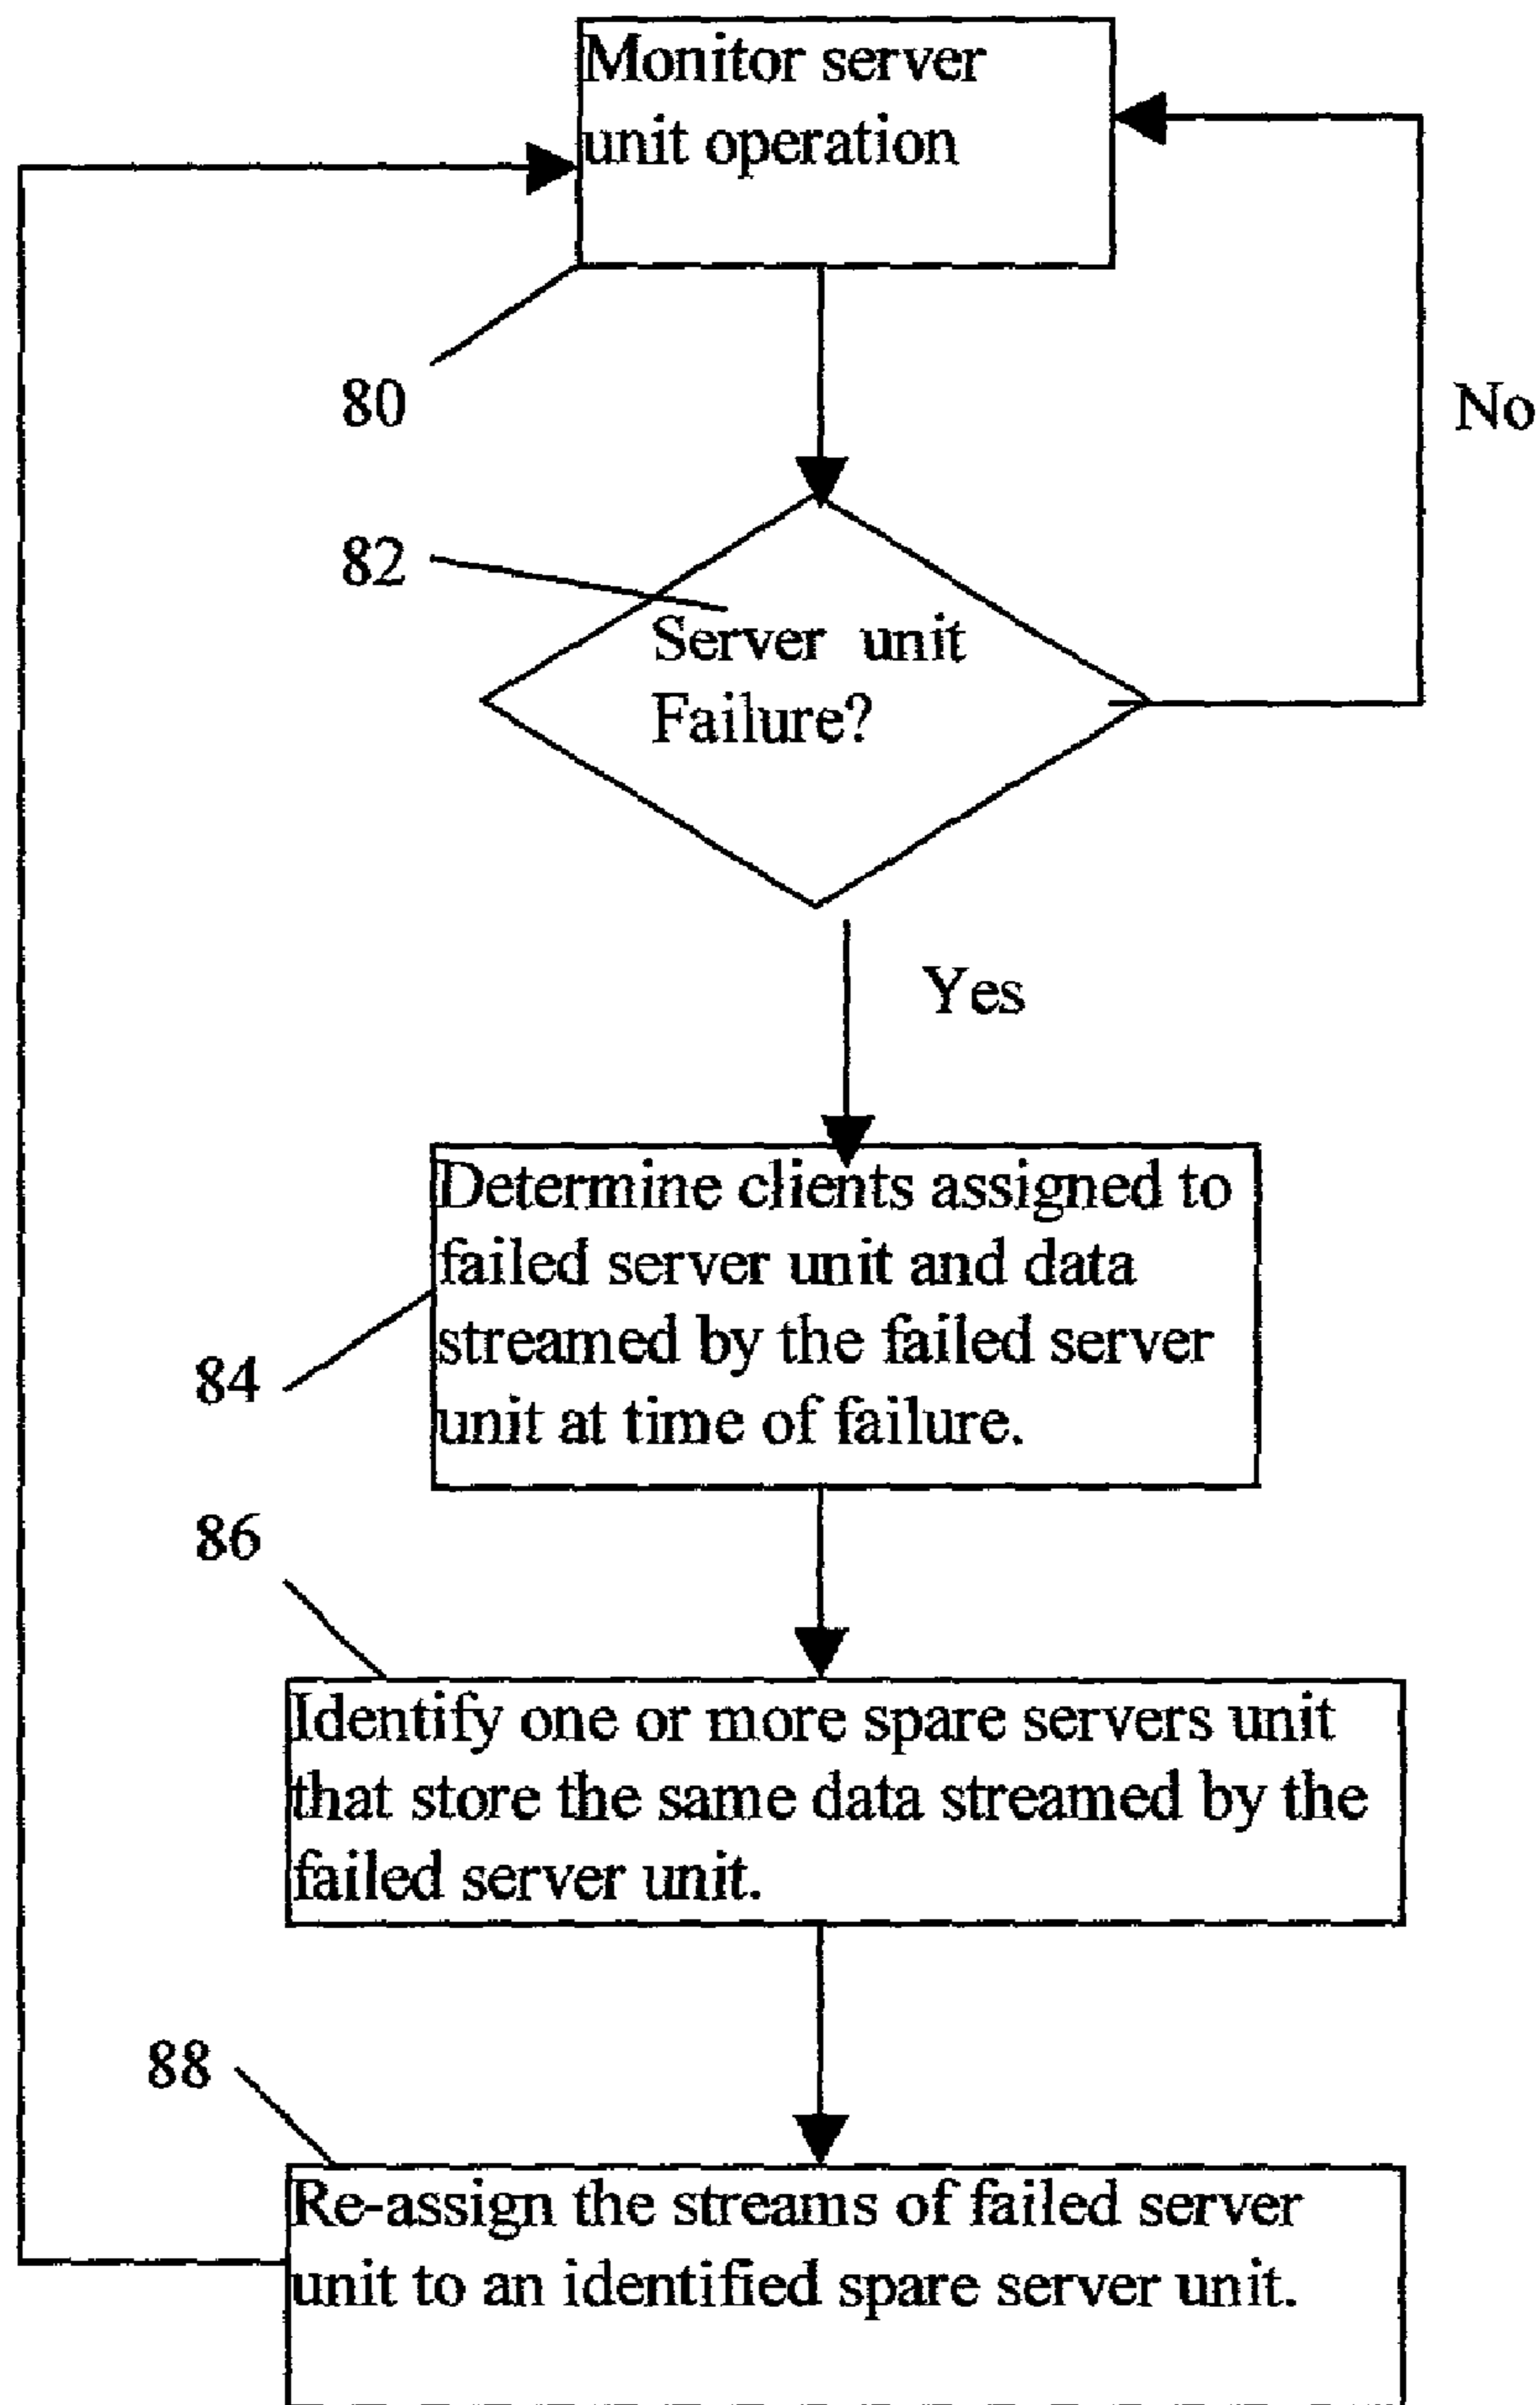 Monitor server
unit operation
80
No
82
Server unit
Failure?
Yes
Determine clients assigned to
failed server unit and data
streamed by the failed server
unit at time of failure.
84
86
Identify one or more spare servers unit
that store the same data streamed by the
failed server unit.
88
Re-assign the streams of failed server
unit to an identified spare server unit.